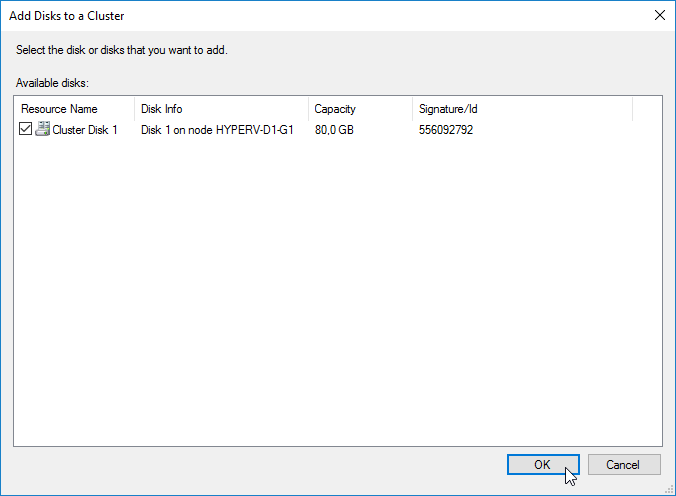 Add Disks to a Cluster
Select the disk or disks that you want to add.
Available disks:
Resource Name Disk Info Capacity Signature/Id
Cluster Disk 1 Disk 1 on node HYPERV-D1-G1 80,0 GB 556092792
OK Cancel